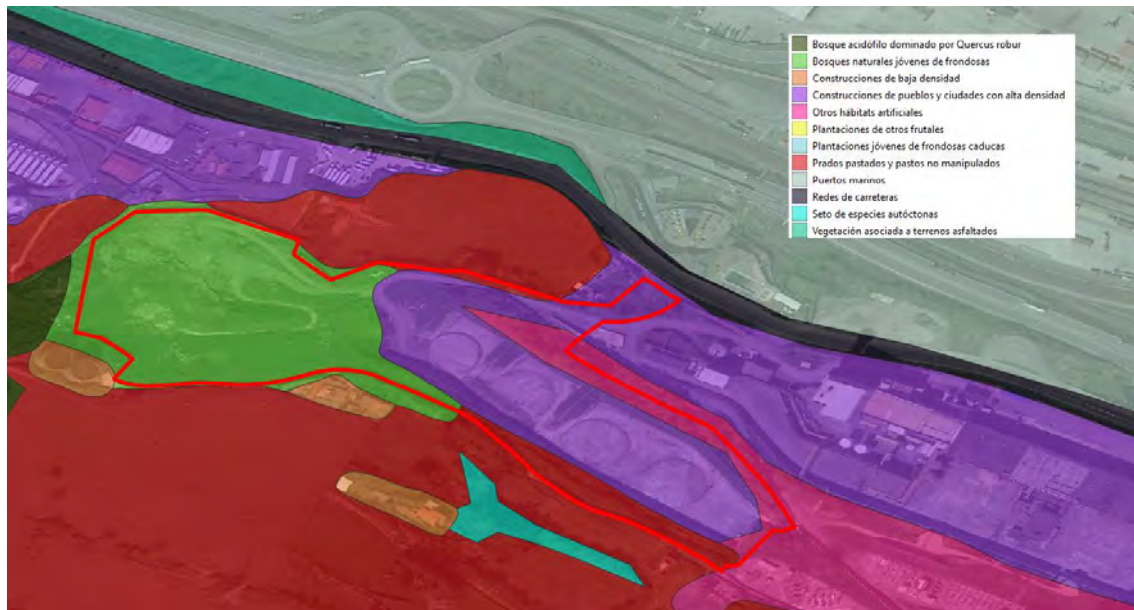 Bosque acidófilo dominado por Quercus robur
Bosques naturales jóvenes de frondosas
Construcciones de baja densidad
Construcciones de pueblos y ciudades con alta densidad
Otros hábitats artificiales
Plantaciones de otros frutales
Plantaciones jóvenes de frondosas caducas
Prados pastados y pastos no manipulados
Puertos marinos
Redes de carreteras
Seto de especies autóctonas
Vegetación asociada a terrenos asfaltados